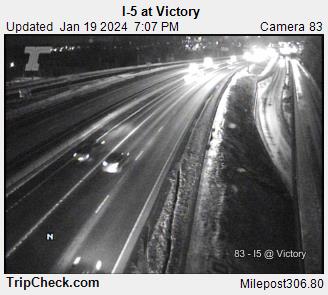 I-5 at Victory
Updated  Jan 19 2024  7:07 PM
Camera 83
T
N
83 - I5 @ Victory
TripCheck.com
Milepost306.80